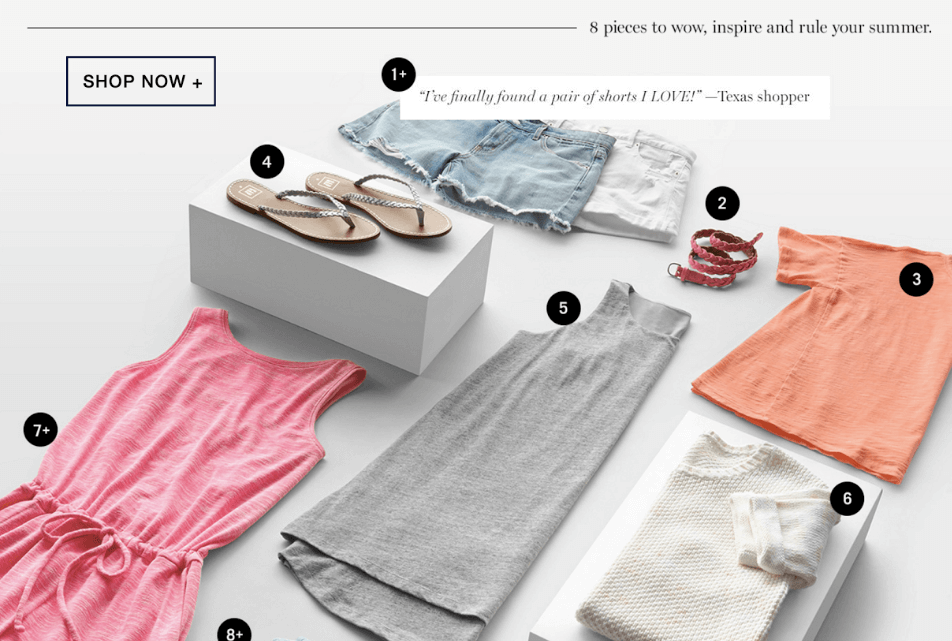 8 pieces to wow, inspire and rule your summer.
SHOP NOW +
1+
“I've finally found a pair of shorts I LOVE!” —Texas shopper
4
2
3
5
7+
6
8+